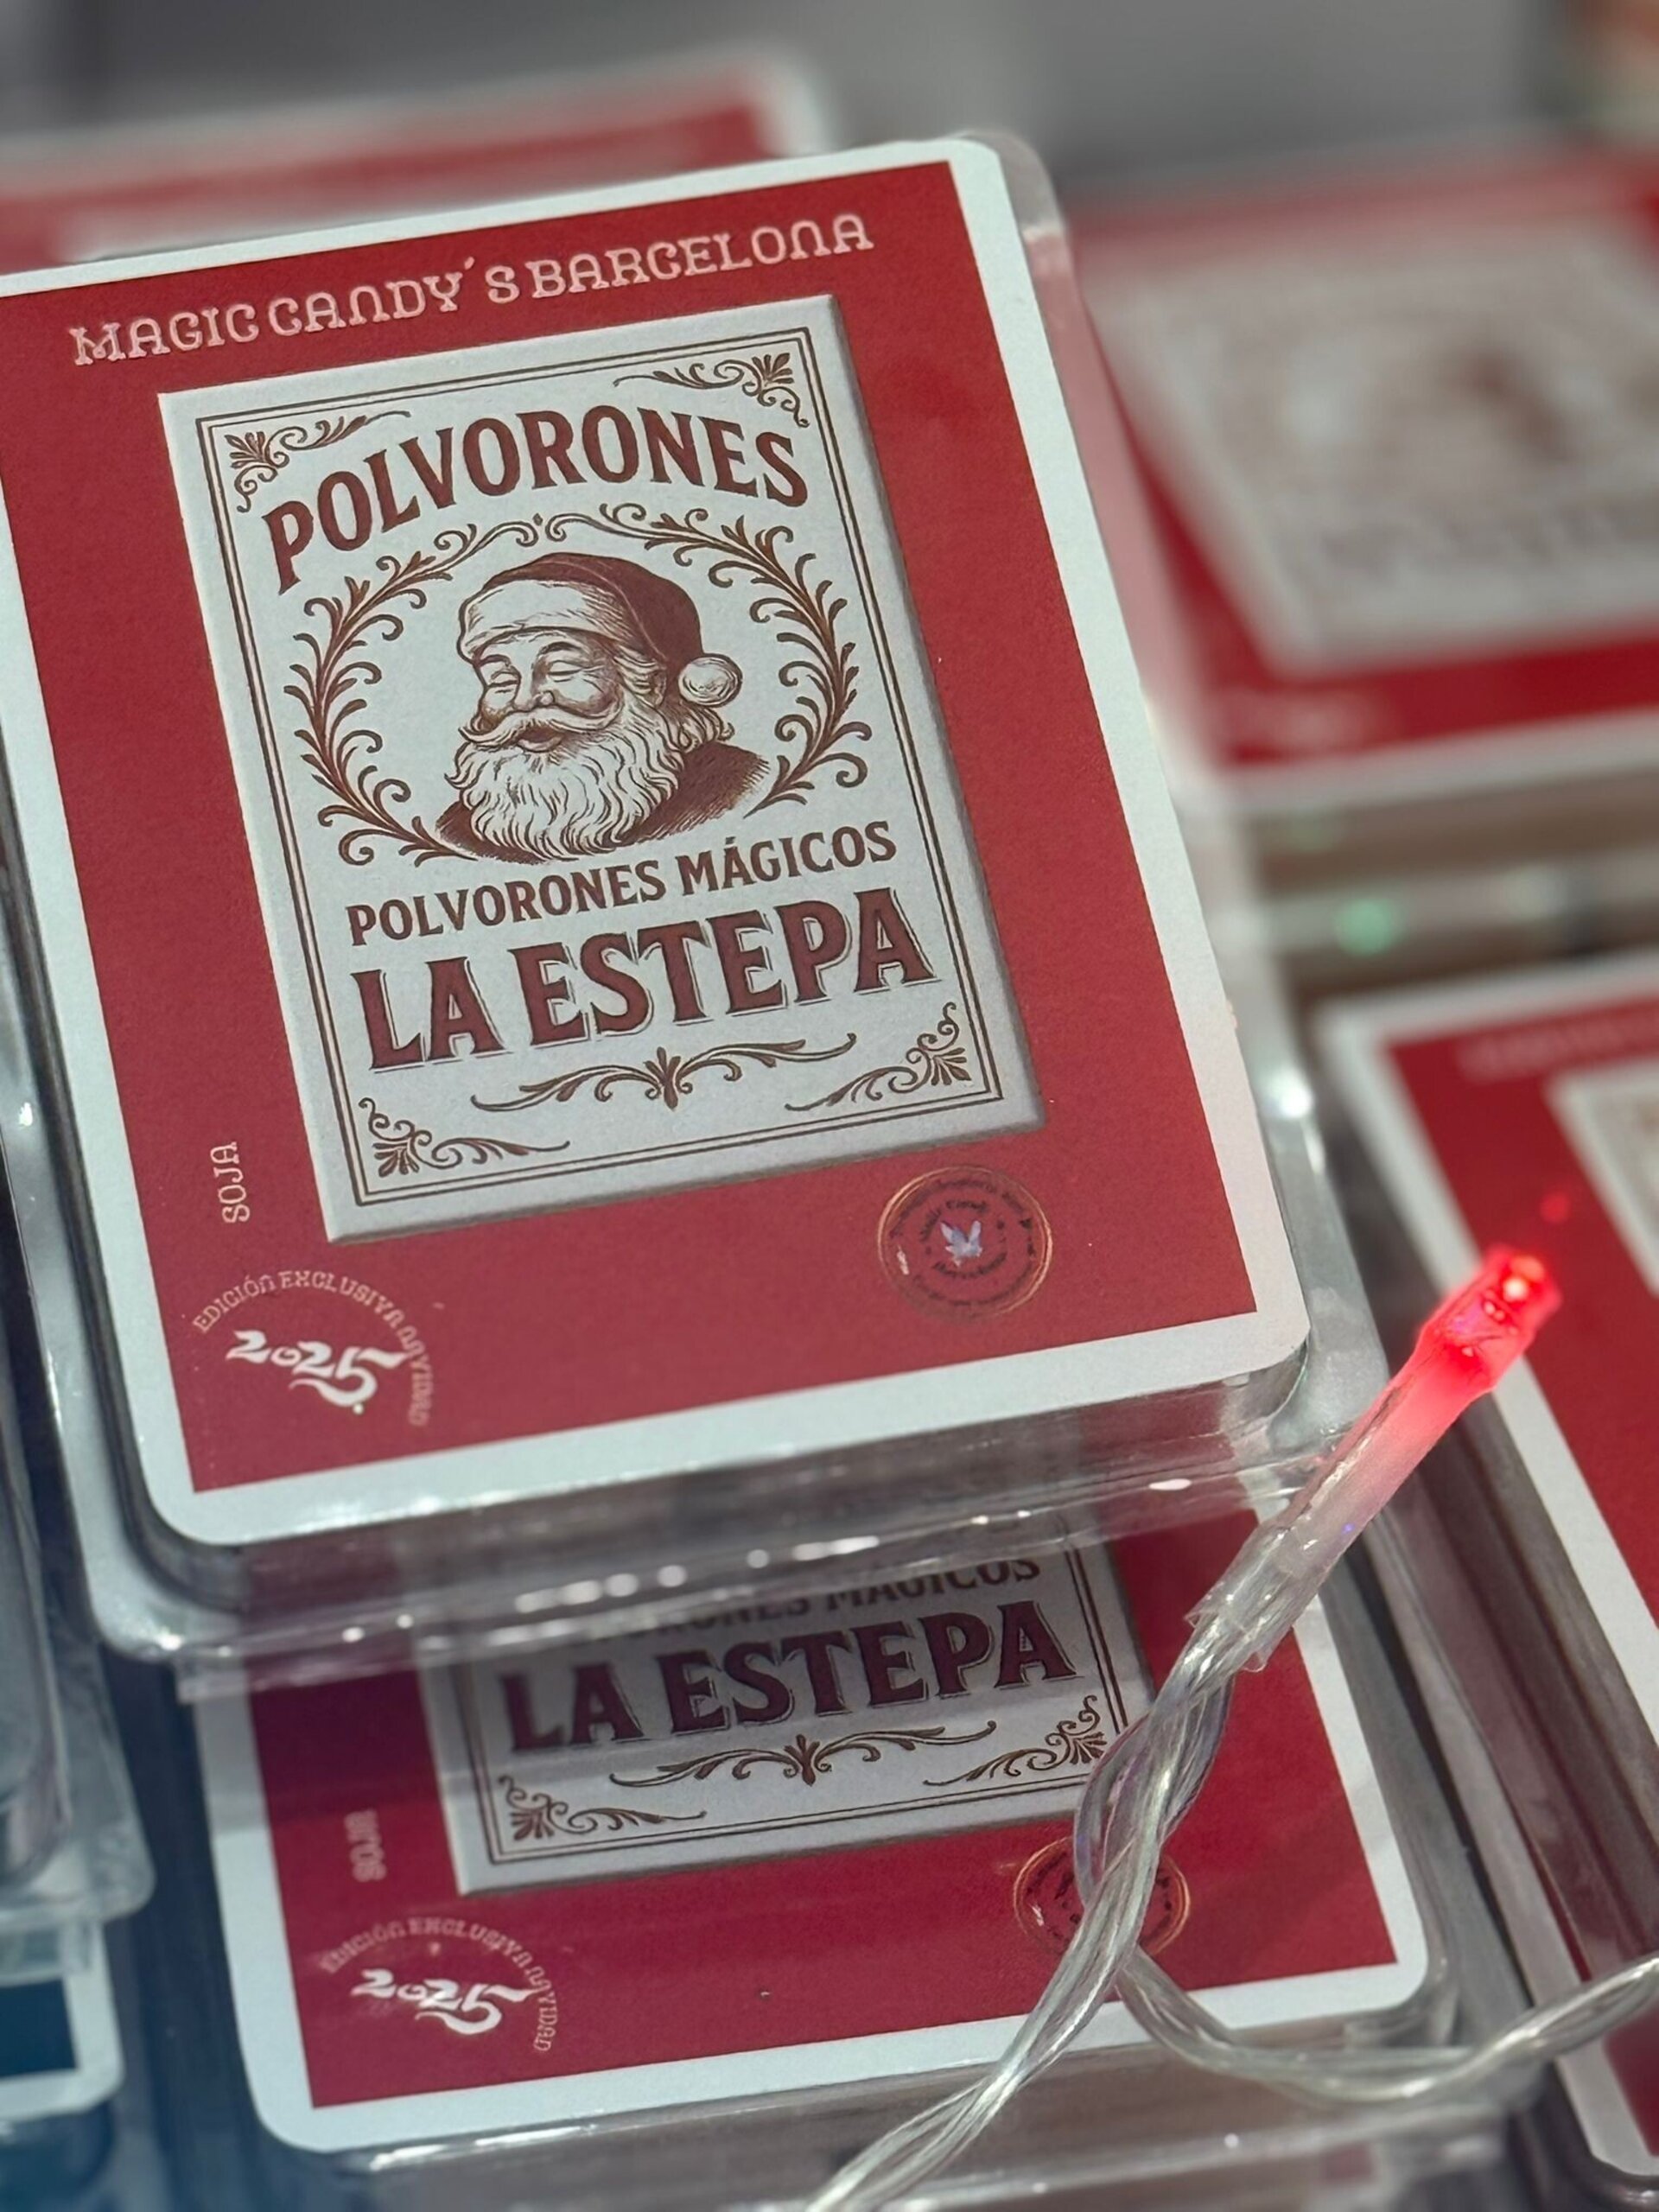 MAGIC CANDY´S BARCELONA
POLVORONES
POLVORONES MÁGICOS
LA ESTEPA
SOJA
EDICIÓN EXCLUSIVA NAVIDAD
2025
MÁGICOS
LA ESTEPA
SOJA
EDICIÓN EXCLUSIVA NAVIDAD
2025